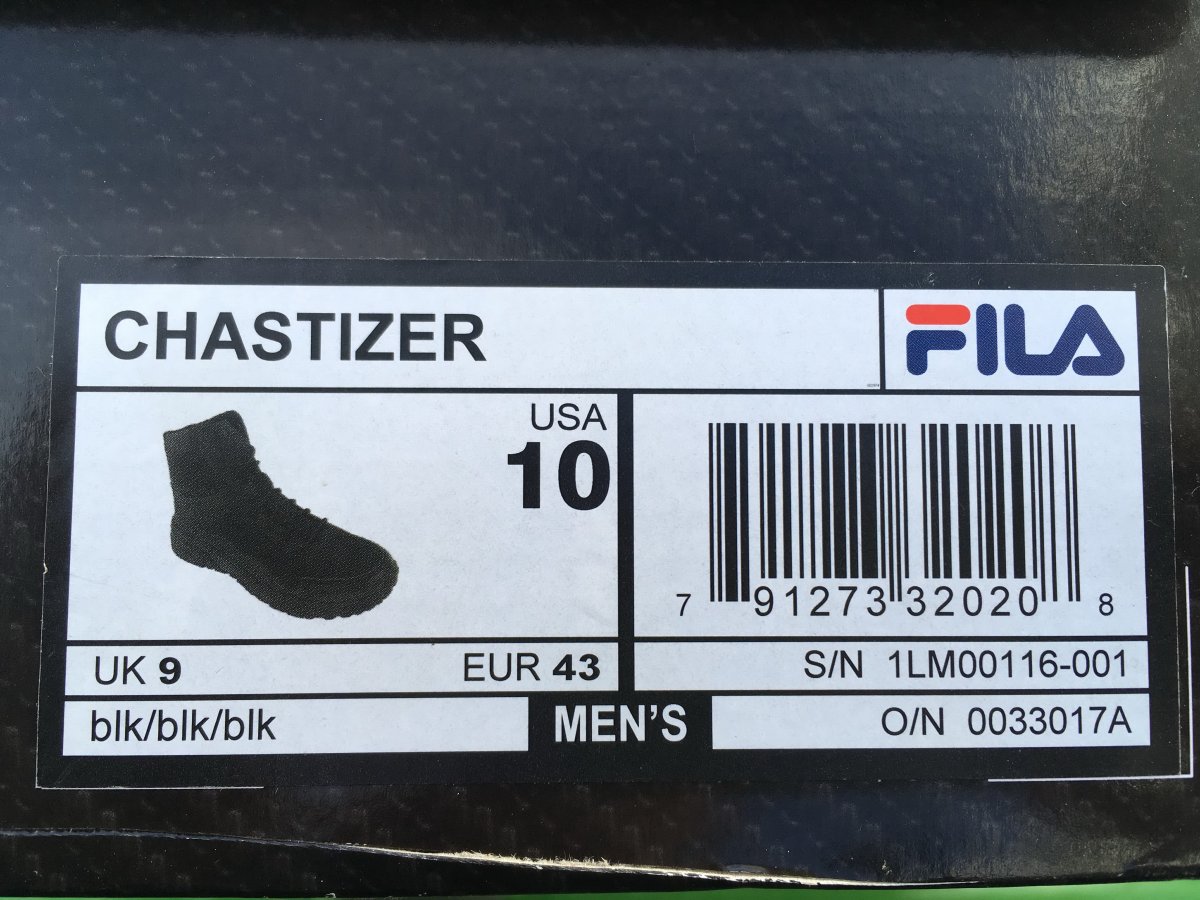 CHASTIZER
FILA
USA
10
7 91273 32020 8
UK 9
EUR 43
S/N 1LM00116-001
blk/blk/blk
MEN'S
O/N 0033017A